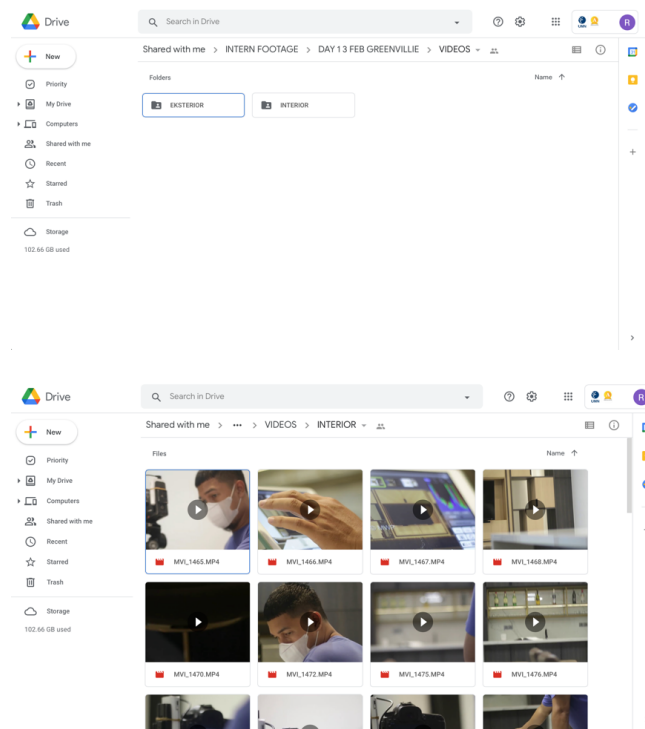 Drive
Search in Drive
R
New
Shared with me > INTERN FOOTAGE > DAY 1 3 FEB GREENVILLIE > VIDEOS
Priority
My Drive
Computers
Shared with me
Recent
Starred
Trash
Storage
102.66 GB used
Folders
Name
EKSTERIOR
INTERIOR
Drive
Search in Drive
R
New
Shared with me > ••• > VIDEOS > INTERIOR
Priority
My Drive
Computers
Shared with me
Recent
Starred
Trash
Storage
102.66 GB used
Files
Name
MVI_1465.MP4
MVI_1466.MP4
MVI_1467.MP4
MVI_1468.MP4
MVI_1470.MP4
MVI_1472.MP4
MVI_1475.MP4
MVI_1476.MP4